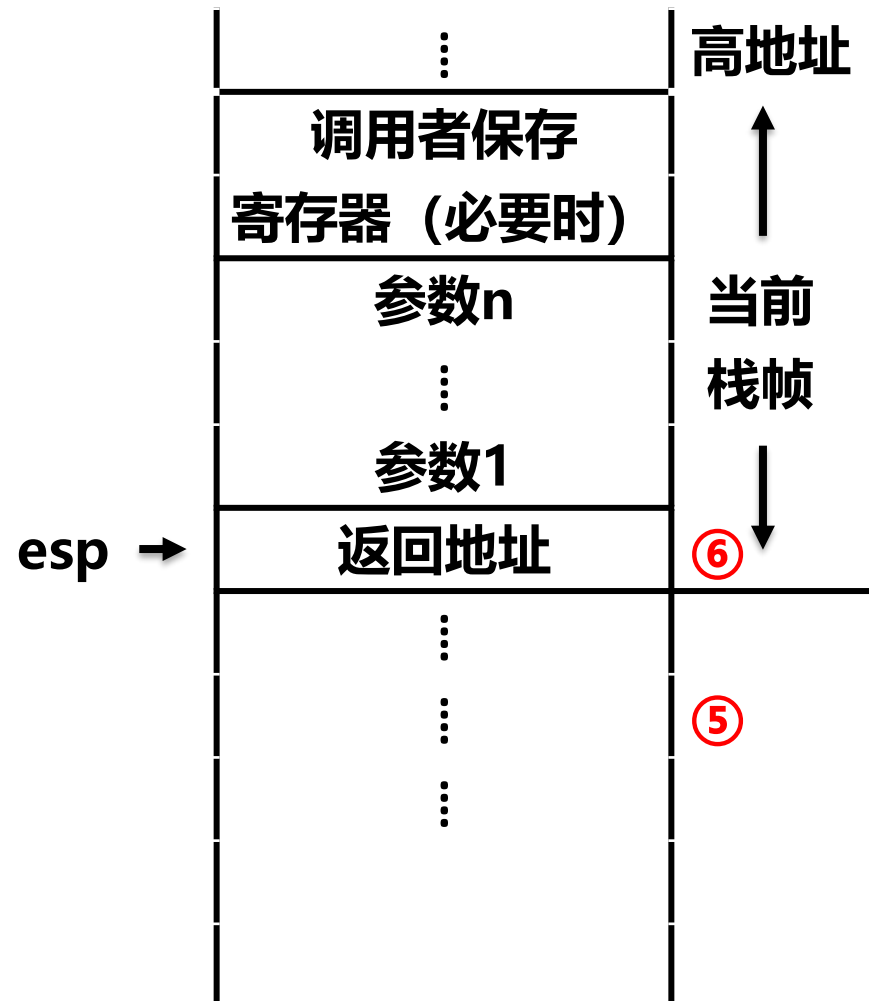 ⋮
高地址
调用者保存
寄存器（必要时）
参数n
当前
⋮
栈帧
参数1
esp
返回地址
⑥
⋮
⋮
⑤
⋮